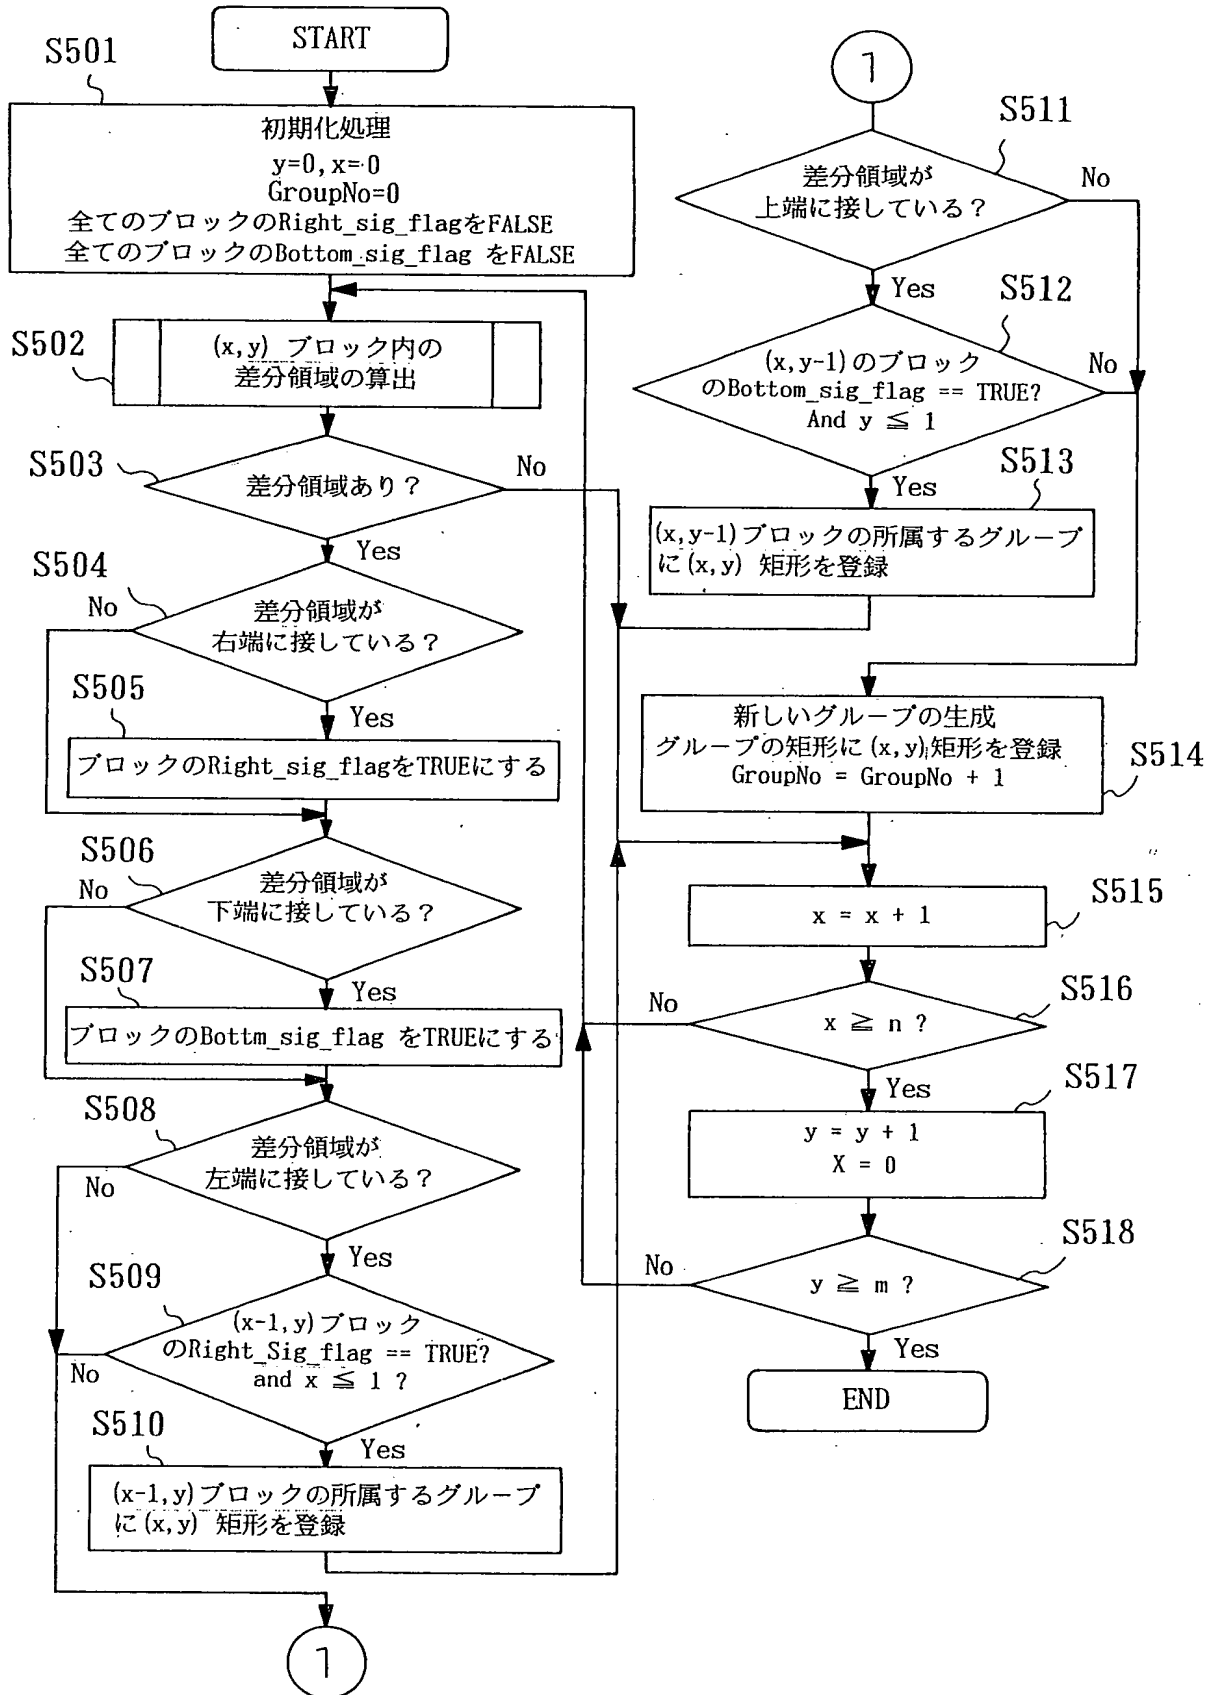 START
S501
初期化処理
y=0, x=0
GroupNo=0
全てのブロックのRight_sig_flagをFALSE
全てのブロックのBottom_sig_flag をFALSE
S502
(x,y) ブロック内の
差分領域の算出
S503
差分領域あり？
No
Yes
S504
差分領域が
右端に接している？
No
Yes
S505
ブロックのRight_sig_flagをTRUEにする
S506
差分領域が
下端に接している？
No
Yes
S507
ブロックのBottm_sig_flag をTRUEにする
S508
差分領域が
左端に接している？
No
Yes
S509
(x-1,y)ブロック
のRight_Sig_flag == TRUE?
and x ≦ 1 ?
No
Yes
S510
(x-1,y)ブロックの所属するグループ
に(x,y) 矩形を登録
1
1
S511
差分領域が
上端に接している？
No
Yes
S512
(x,y-1)のブロック
のBottom_sig_flag == TRUE?
And y ≦ 1
No
Yes
S513
(x,y-1)ブロックの所属するグループ
に(x,y) 矩形を登録
新しいグループの生成
グループの矩形に(x,y)矩形を登録
GroupNo = GroupNo + 1
S514
S515
x = x + 1
S516
x ≧ n ?
No
Yes
S517
y = y + 1
X = 0
S518
y ≧ m ?
No
Yes
END